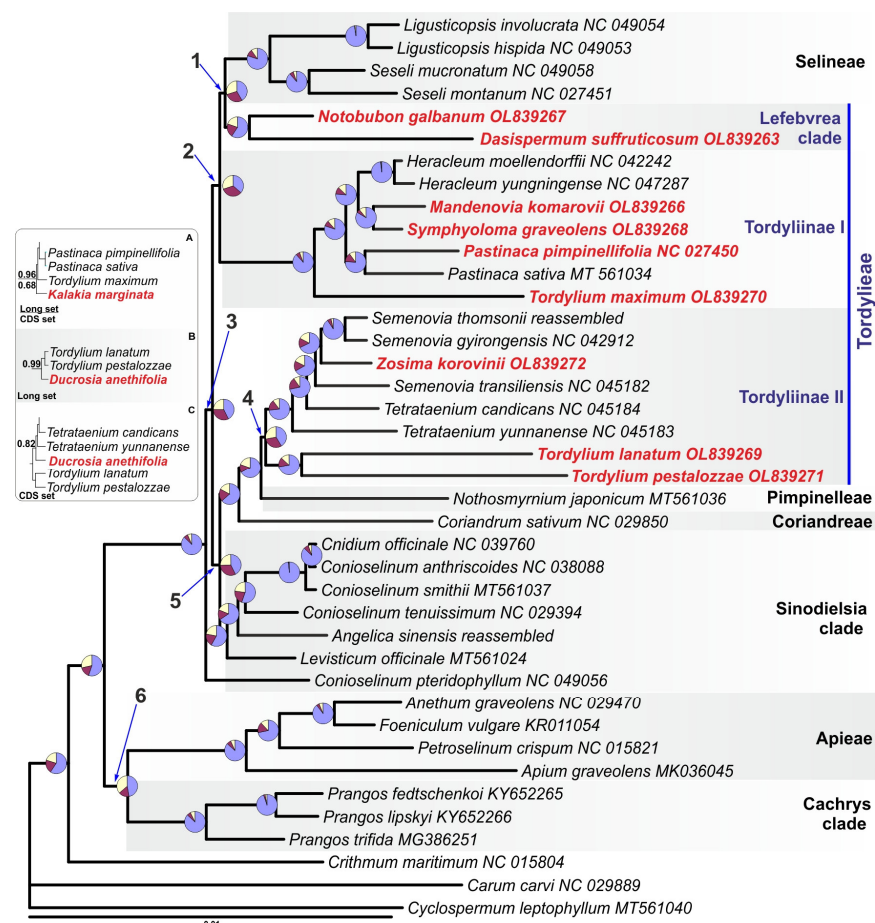 Ligusticopsis involucrata NC 049054
Ligusticopsis hispida NC 049053
Seseli mucronatum NC 049058
Seseli montanum NC 027451
Selineae
1
Notobubon galbanum OL839267
Dasispermum suffruticosum OL839263
Lefebvrea
clade
2
Heracleum moellendorffii NC 042242
Heracleum yungningense NC 047287
Mandenovia komarovii OL839266
Symphyoloma graveolens OL839268
Pastinaca pimpinellifolia NC 027450
Pastinaca sativa MT 561034
Tordylium maximum OL839270
Tordyliinae I
Tordylieae
A
Pastinaca pimpinellifolia
Pastinaca sativa
0.96
Tordylium maximum
0.68
Kalakia marginata
Long set
CDS set
B
Tordylium lanatum
0.99
Tordylium pestalozzae
Ducrosia anethifolia
Long set
C
Tetrataenium candicans
0.82
Tetrataenium yunnanense
Ducrosia anethifolia
Tordylium lanatum
Tordylium pestalozzae
CDS set
3
Semenovia thomsonii reassembled
Semenovia gyirongensis NC 042912
Zosima korovinii OL839272
Semenovia transiliensis NC 045182
4
Tetrataenium candicans NC 045184
Tetrataenium yunnanense NC 045183
Tordylium lanatum OL839269
Tordylium pestalozzae OL839271
Tordyliinae II
Nothosmyrnium japonicum MT561036
Pimpinelleae
Coriandrum sativum NC 029850
Coriandreae
Cnidium officinale NC 039760
Conioselinum anthriscoides NC 038088
Conioselinum smithii MT561037
5
Conioselinum tenuissimum NC 029394
Angelica sinensis reassembled
Levisticum officinale MT561024
Conioselinum pteridophyllum NC 049056
Sinodielsia
clade
6
Anethum graveolens NC 029470
Foeniculum vulgare KR011054
Petroselinum crispum NC 015821
Apium graveolens MK036045
Apieae
Prangos fedtschenkoi KY652265
Prangos lipskyi KY652266
Prangos trifida MG386251
Cachrys
clade
Crithmum maritimum NC 015804
Carum carvi NC 029889
Cyclospermum leptophyllum MT561040